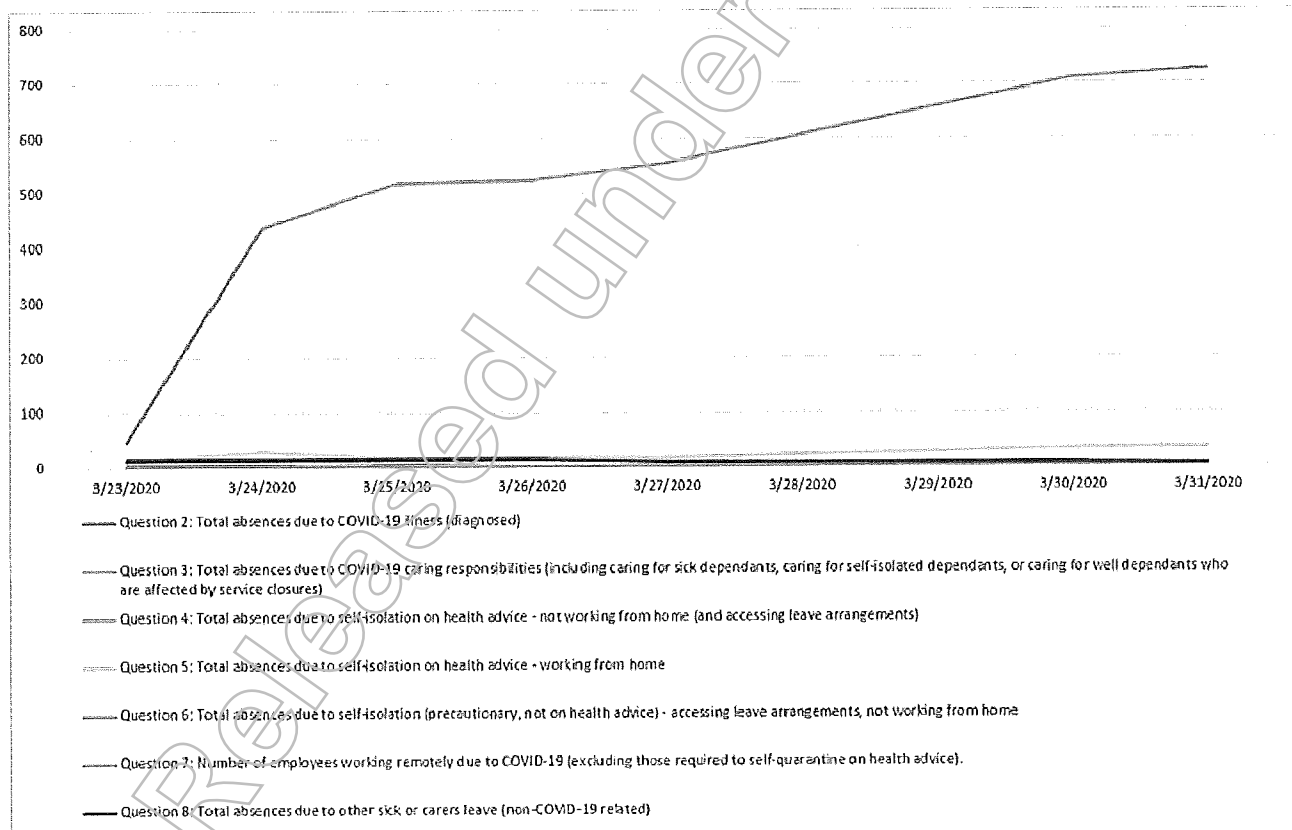 800
700
600
500
400
300
200
100
0
3/23/2020 3/24/2020 3/25/2020 3/26/2020 3/27/2020 3/28/2020 3/29/2020 3/30/2020 3/31/2020
Question 2: Total absences due to COVID-19 illness (diagnosed)
Question 3: Total absences due to COVID-19 caring responsibilities (including caring for sick dependants, caring for self-isolated dependants, or caring for well dependants who
are affected by service closures)
Question 4: Total absences due to self-isolation on health advice - not working from home (and accessing leave arrangements)
Question 5: Total absences due to self-isolation on health advice - working from home
Question 6: Total absences due to self-isolation (precautionary, not on health advice) - accessing leave arrangements, not working from home
Question 7: Number of employees working remotely due to COVID-19 (excluding those required to self-quarantine on health advice).
Question 8: Total absences due to other sick or carers leave (non-COVID-19 related)
Released under